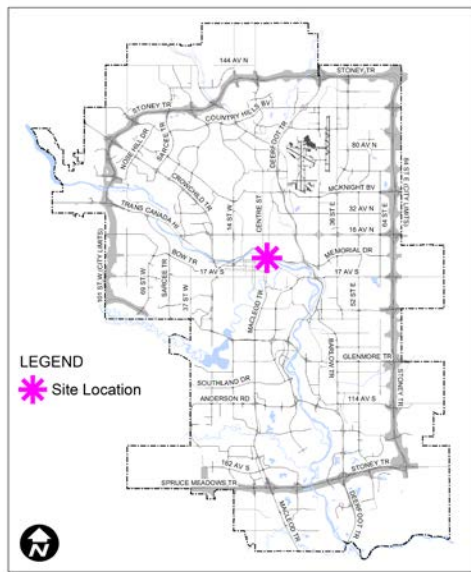 144 AV N
STONEY TR
STONEY TR
COUNTRY HILLS BV
NOSE HILL DR
SARCEE TR
DEERFOOT TR
80 AV N
CROWCHILD TR
14 ST W
CENTRE ST
MCKNIGHT BV
36 ST E
32 AV N
84 ST E (CITY LIMITS)
64 ST E
16 AV N
TRANS CANADA HI
MEMORIAL DR
BOW TR
17 AV S
17 AV S
101 ST W (CITY LIMITS)
69 ST W
SARCEE TR
37 ST W
MACLEOD TR
52 ST E
BARLOW TR
GLENMORE TR
LEGEND
Site Location
SOUTHLAND DR
ANDERSON RD
114 AV S
STONEY TR
162 AV S
STONEY TR
SPRUCE MEADOWS TR
MACLEOD TR
DEERFOOT TR
N